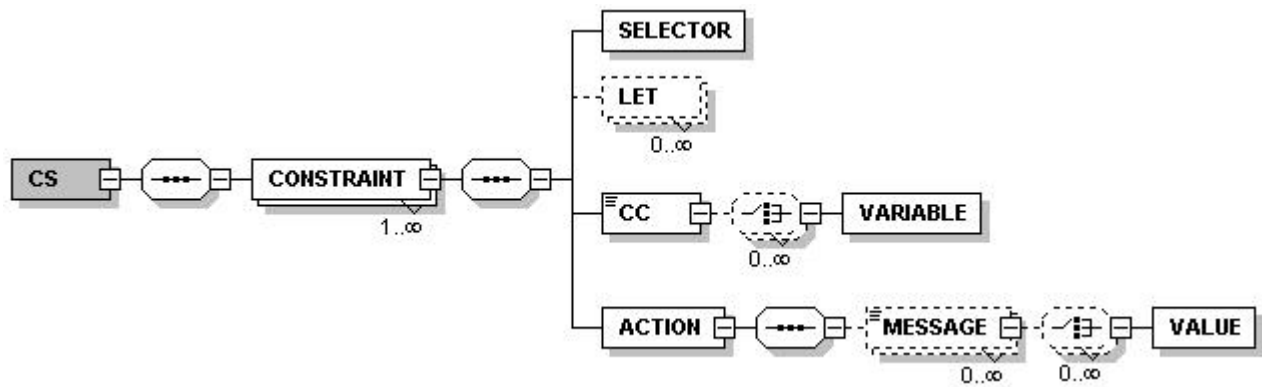 SELECTOR
LET
0..∞
CS
CONSTRAINT
1..∞
CC
VARIABLE
0..∞
ACTION
MESSAGE
VALUE
0..∞
0..∞